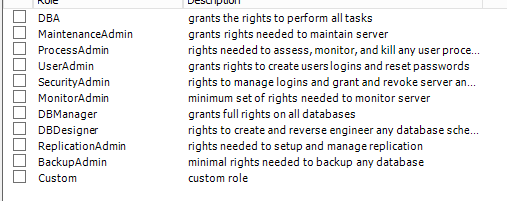 Role Description
DBA grants the rights to perform all tasks
MaintenanceAdmin grants rights needed to maintain server
ProcessAdmin rights needed to assess, monitor, and kill any user proce...
UserAdmin grants rights to create users logins and reset passwords
SecurityAdmin rights to manage logins and grant and revoke server an...
MonitorAdmin minimum set of rights needed to monitor server
DBManager grants full rights on all databases
DBDesigner rights to create and reverse engineer any database sche...
ReplicationAdmin rights needed to setup and manage replication
BackupAdmin minimal rights needed to backup any database
Custom custom role